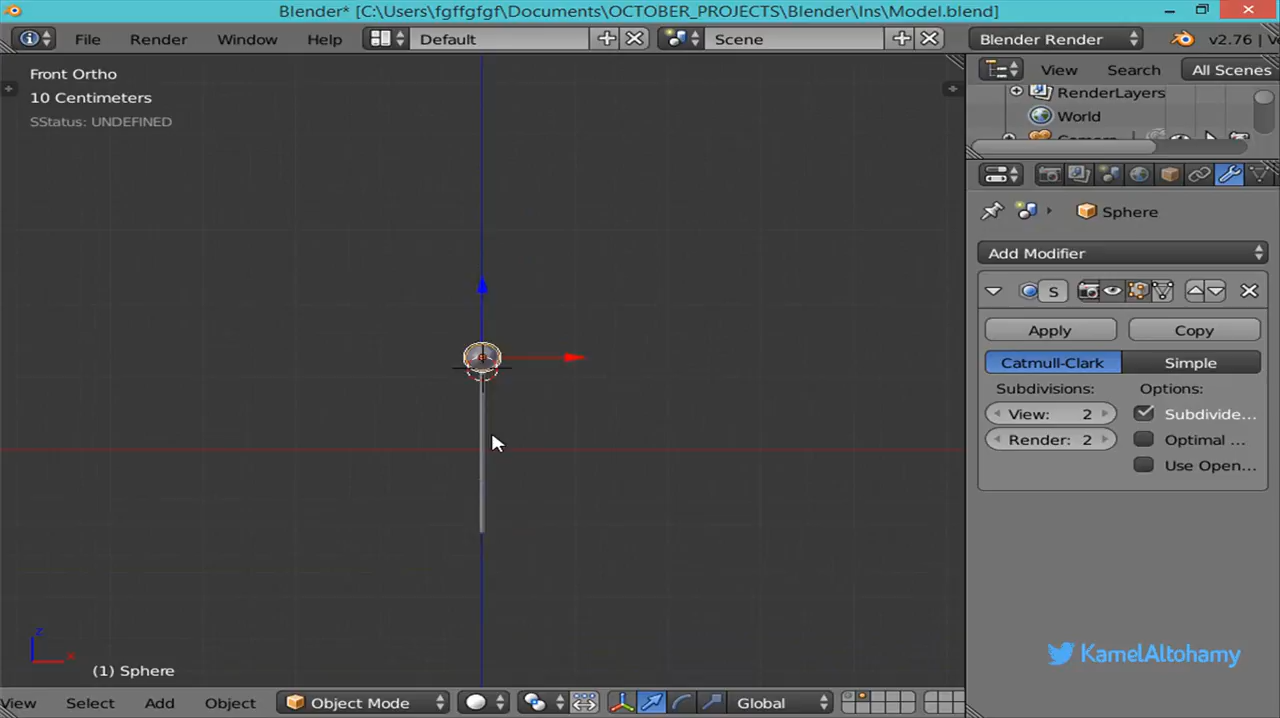 Blender* [C:\Users\fgffgfgf\Documents\OCTOBER_PROJECTS\Blender\Ins\Model.blend]
File Render Window Help Default Scene Blender Render v2.76
Front Ortho
10 Centimeters
SStatus: UNDEFINED
View Search All Scenes
RenderLayers
World
Sphere
Add Modifier
S
Apply Copy
Catmull-Clark Simple
Subdivisions: Options:
View: 2 Subdivide...
Render: 2 Optimal ...
Use Open...
z
x
KamelAltohamy
(1) Sphere
View Select Add Object Object Mode Global